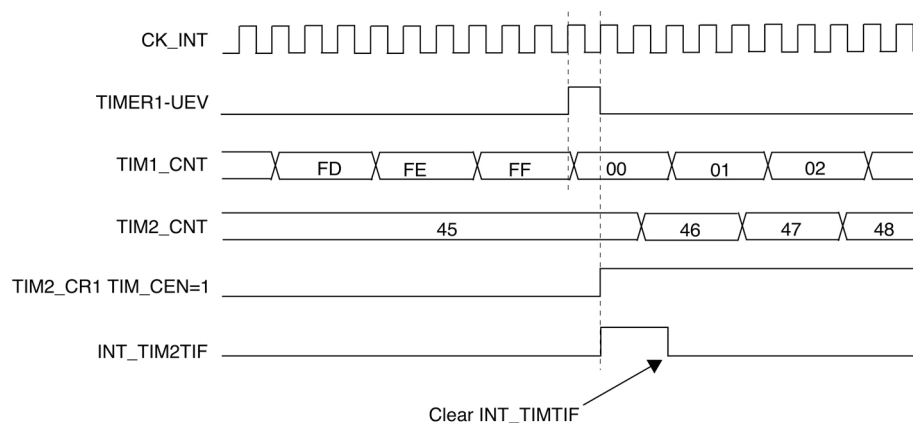 CK_INT
TIMER1-UEV
TIM1_CNT FD FE FF 00 01 02
TIM2_CNT 45 46 47 48
TIM2_CR1 TIM_CEN=1
INT_TIM2TIF
Clear INT_TIMTIF